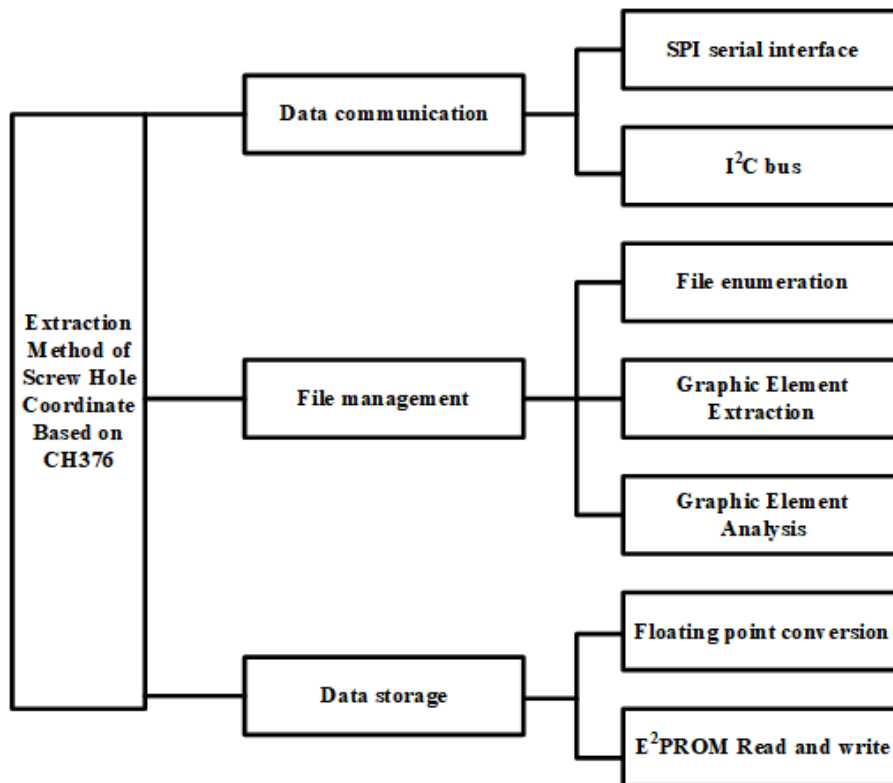 Extraction
Method of
Screw Hole
Coordinate
Based on
CH376
Data communication
SPI serial interface
I²C bus
File management
File enumeration
Graphic Element
Extraction
Graphic Element
Analysis
Data storage
Floating point conversion
E²PROM Read and write